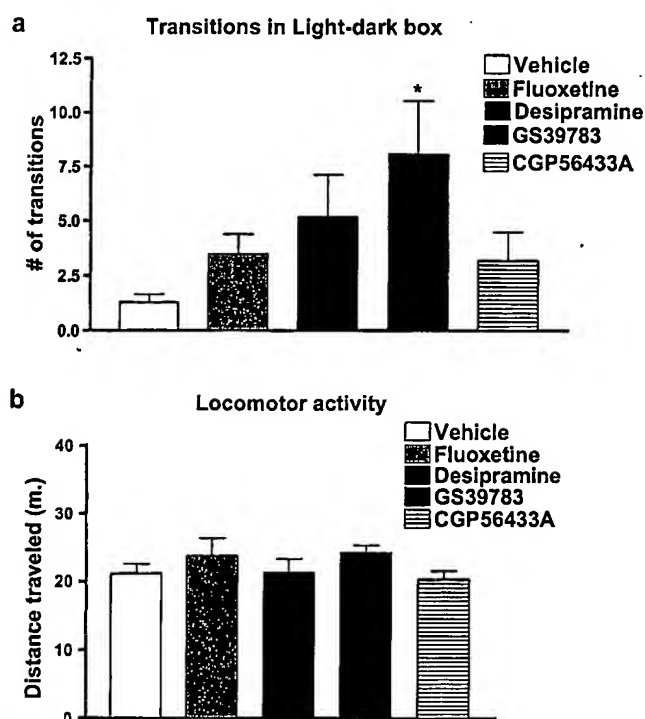 a
Transitions in Light-dark box
# of transitions
12.5
10.0
7.5
5.0
2.5
0.0
*
Vehicle
Fluoxetine
Desipramine
GS39783
CGP56433A
b
Locomotor activity
Distance traveled (m.)
40
30
20
10
0
Vehicle
Fluoxetine
Desipramine
GS39783
CGP56433A